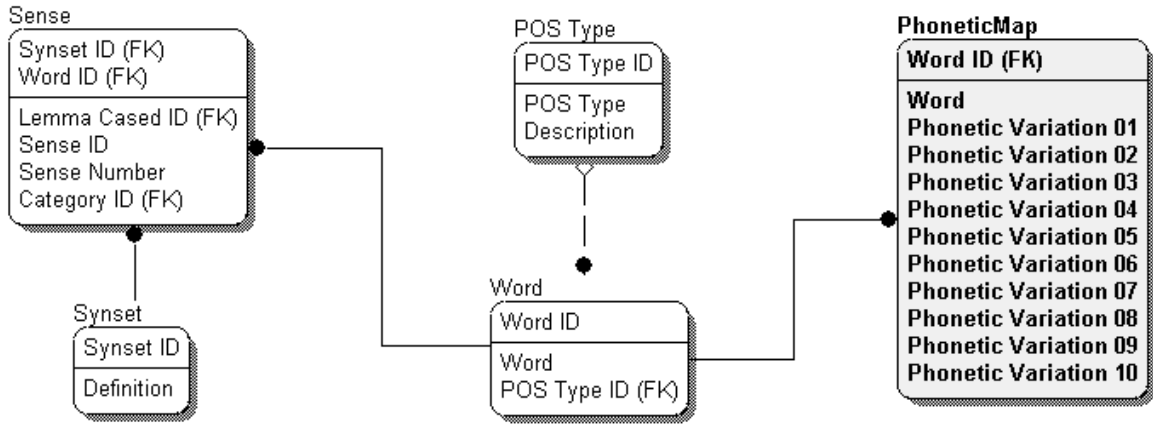 Sense
Synset ID (FK)
Word ID (FK)
Lemma Cased ID (FK)
Sense ID
Sense Number
Category ID (FK)
Synset
Synset ID
Definition
POS Type
POS Type ID
POS Type
Description
Word
Word ID
Word
POS Type ID (FK)
PhoneticMap
Word ID (FK)
Word
Phonetic Variation 01
Phonetic Variation 02
Phonetic Variation 03
Phonetic Variation 04
Phonetic Variation 05
Phonetic Variation 06
Phonetic Variation 07
Phonetic Variation 08
Phonetic Variation 09
Phonetic Variation 10